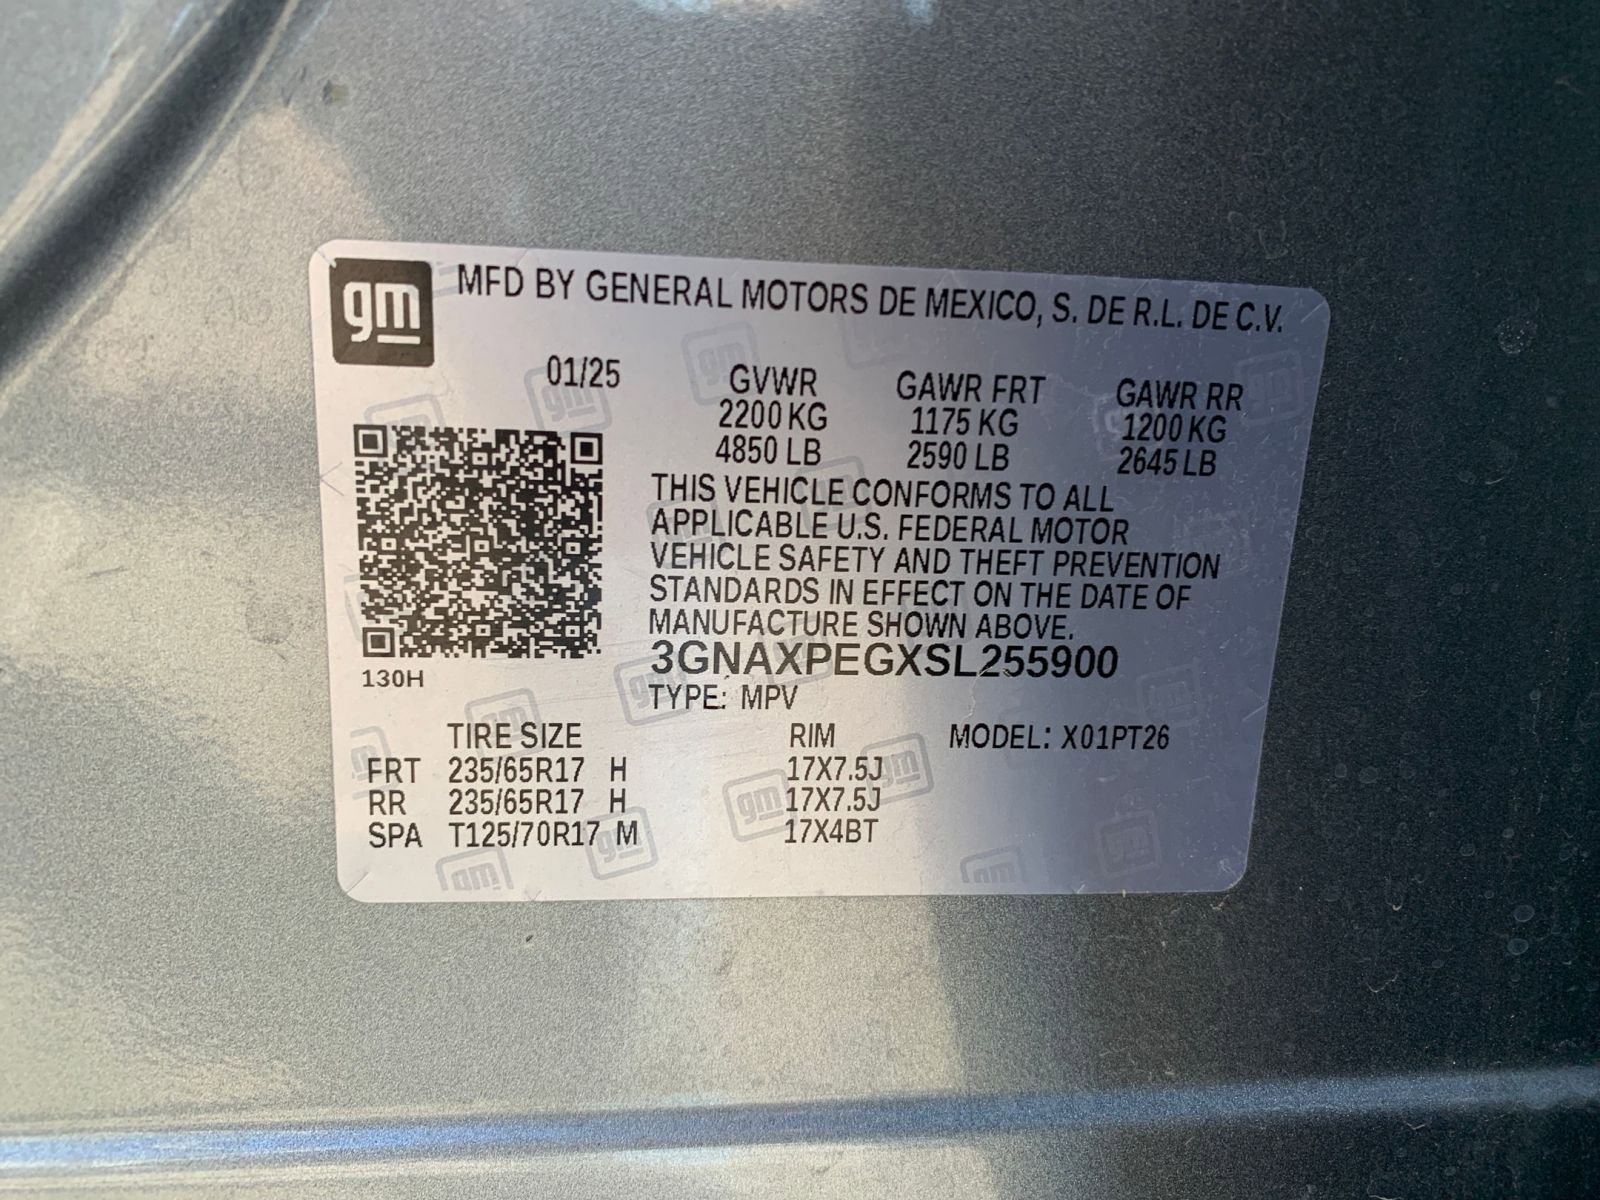 gm MFD BY GENERAL MOTORS DE MEXICO, S. DE R.L. DE C.V.
01/25 GVWR GAWR FRT GAWR RR
2200 KG 1175 KG 1200 KG
4850 LB 2590 LB 2645 LB
THIS VEHICLE CONFORMS TO ALL
APPLICABLE U.S. FEDERAL MOTOR
VEHICLE SAFETY AND THEFT PREVENTION
STANDARDS IN EFFECT ON THE DATE OF
MANUFACTURE SHOWN ABOVE.
3GNAXPEGXSL255900
130H
TYPE: MPV
TIRE SIZE RIM MODEL: X01PT26
FRT 235/65R17 H 17X7.5J
RR 235/65R17 H 17X7.5J
SPA T125/70R17 M 17X4BT